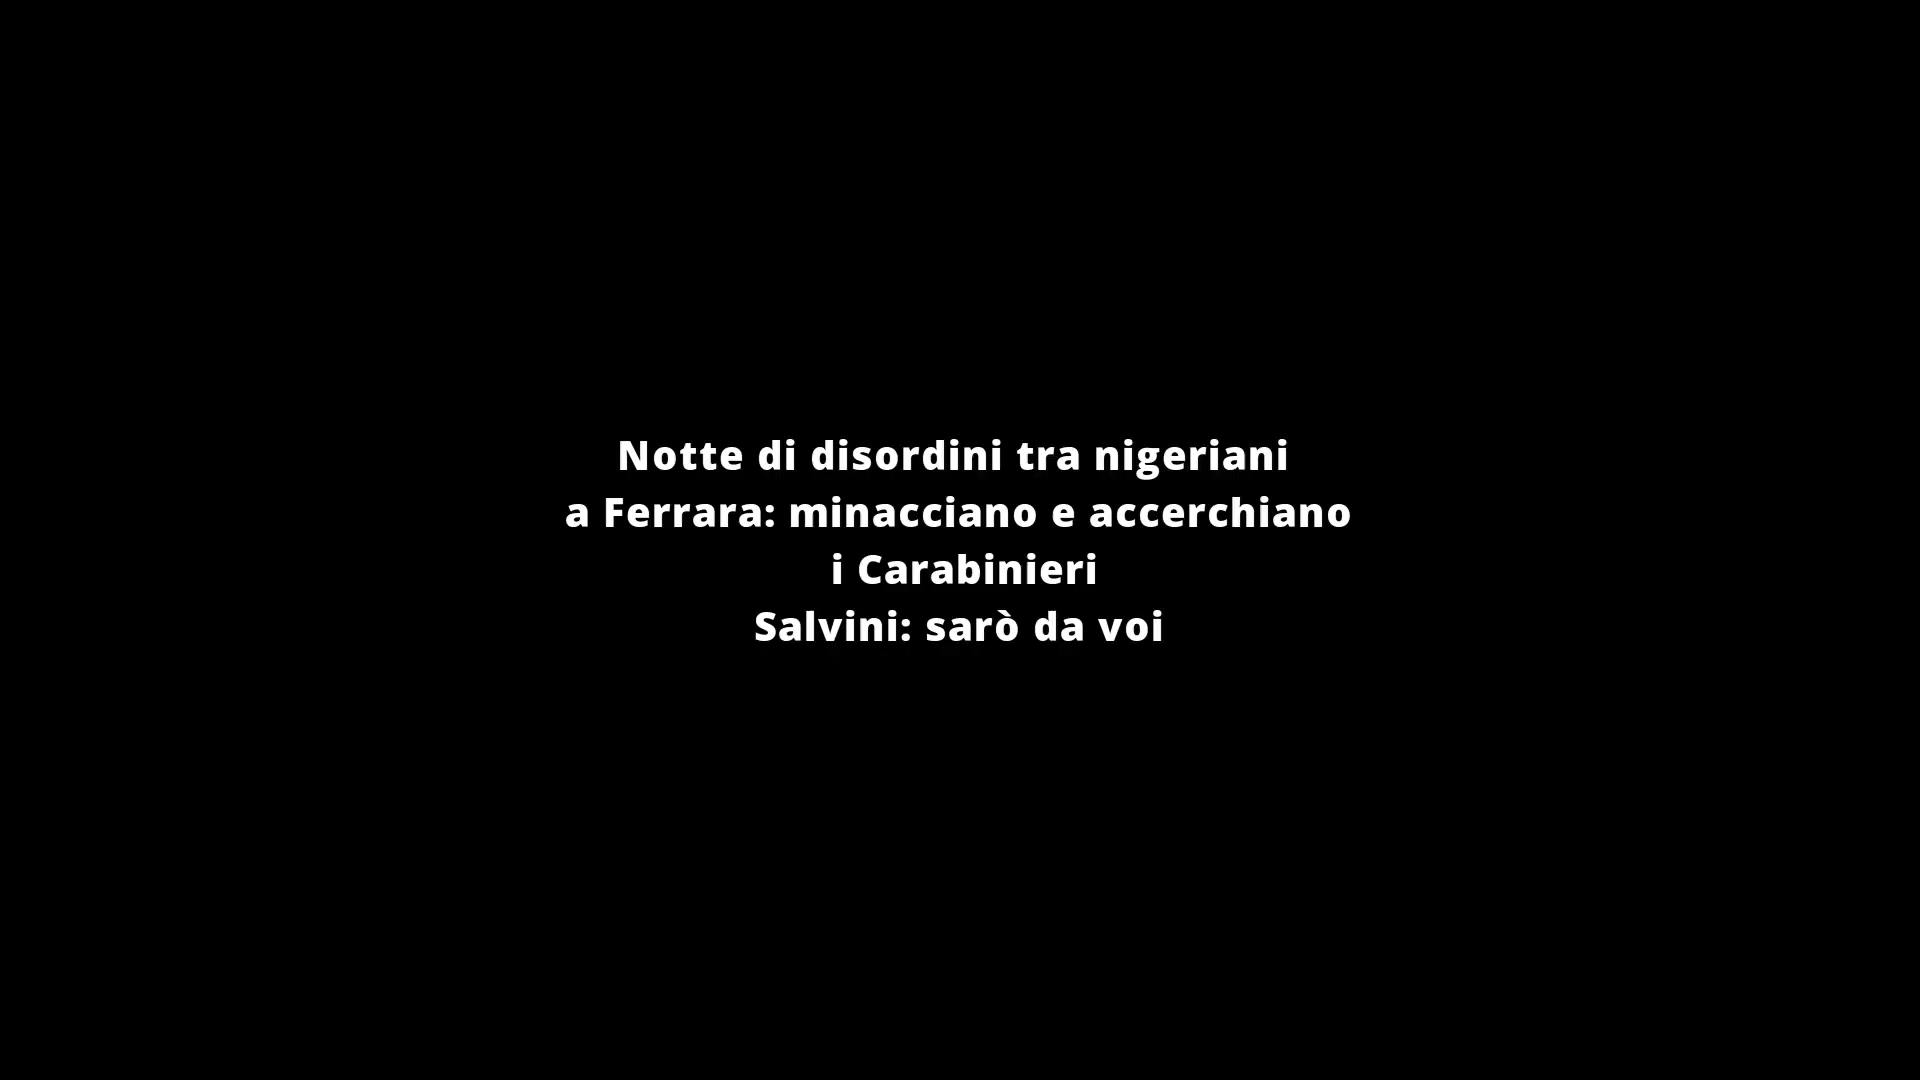 Notte di disordini tra nigeriani
a Ferrara: minacciano e accerchiano
i Carabinieri
Salvini: sarò da voi